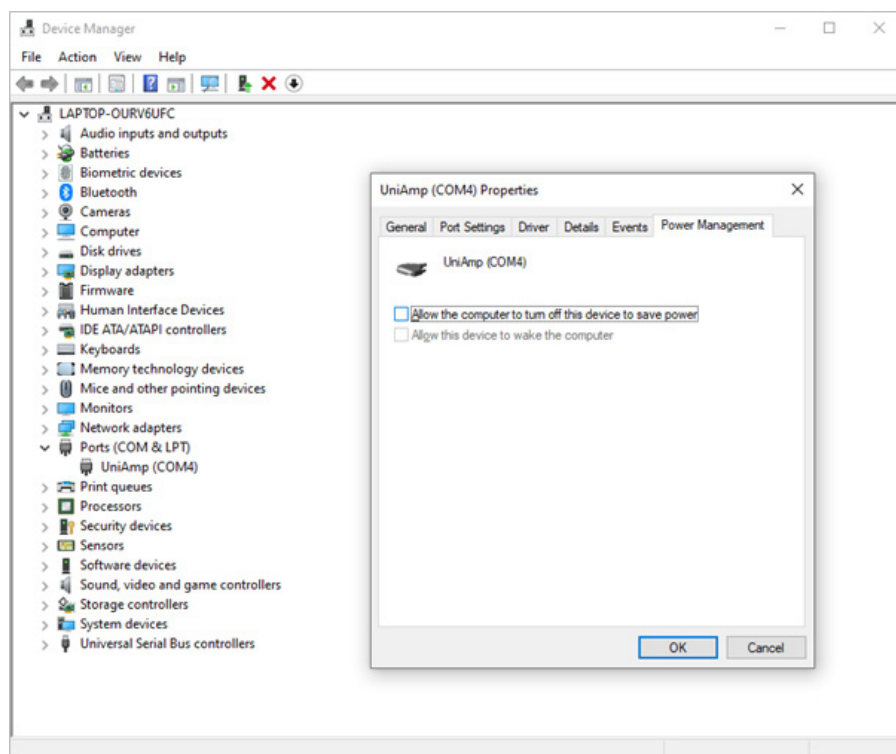 Device Manager
File Action View Help
LAPTOP-OURV6UFC
Audio inputs and outputs
Batteries
Biometric devices
Bluetooth
Cameras
Computer
Disk drives
Display adapters
Firmware
Human Interface Devices
IDE ATA/ATAPI controllers
Keyboards
Memory technology devices
Mice and other pointing devices
Monitors
Network adapters
Ports (COM & LPT)
UniAmp (COM4)
Print queues
Processors
Security devices
Sensors
Software devices
Sound, video and game controllers
Storage controllers
System devices
Universal Serial Bus controllers
UniAmp (COM4) Properties
General Port Settings Driver Details Events Power Management
UniAmp (COM4)
Allow the computer to turn off this device to save power
Allow this device to wake the computer
OK Cancel